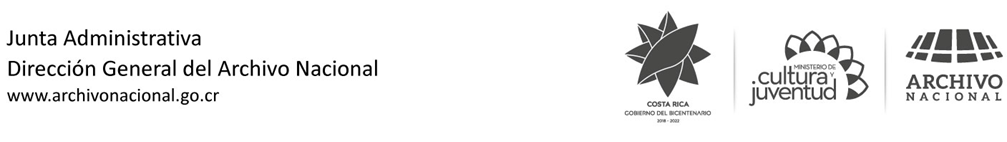 Junta Administrativa
Dirección General del Archivo Nacional
www.archivonacional.go.cr
COSTA RICA
GOBIERNO DEL BICENTENARIO
2018 - 2022
MINISTERIO DE
cultura y
juventud
ARCHIVO
NACIONAL